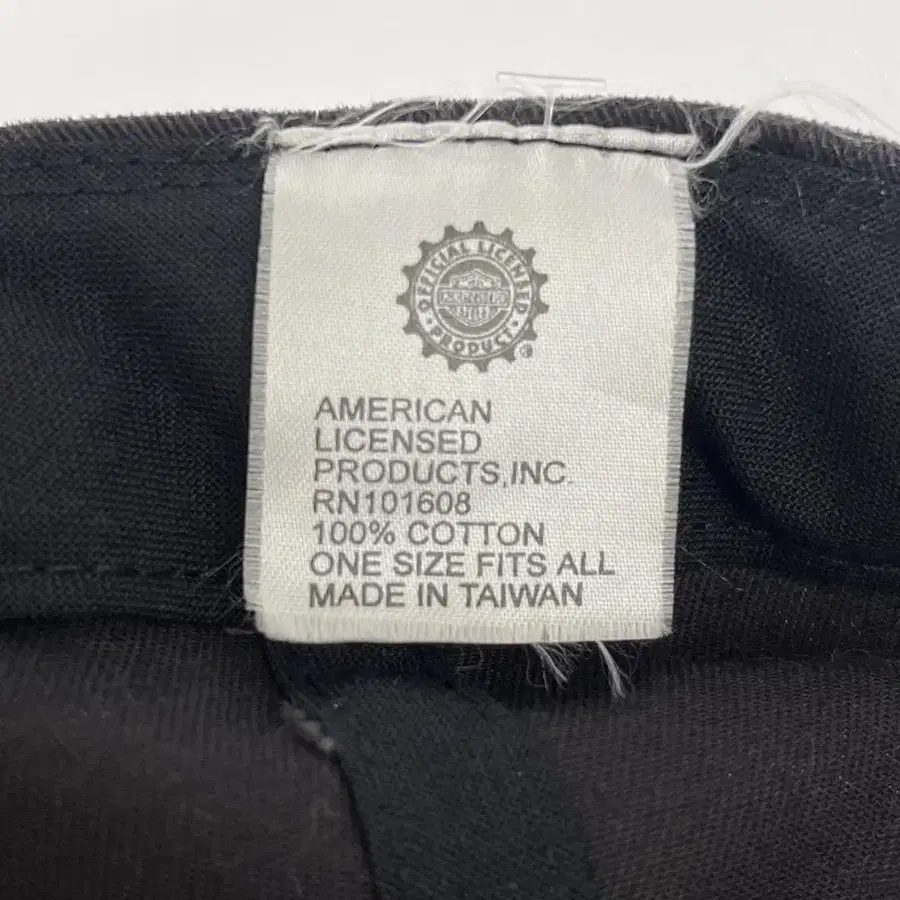 OFFICIAL LICENSED
PRODUCT
®
AMERICAN
LICENSED
PRODUCTS,INC.
RN101608
100% COTTON
ONE SIZE FITS ALL
MADE IN TAIWAN